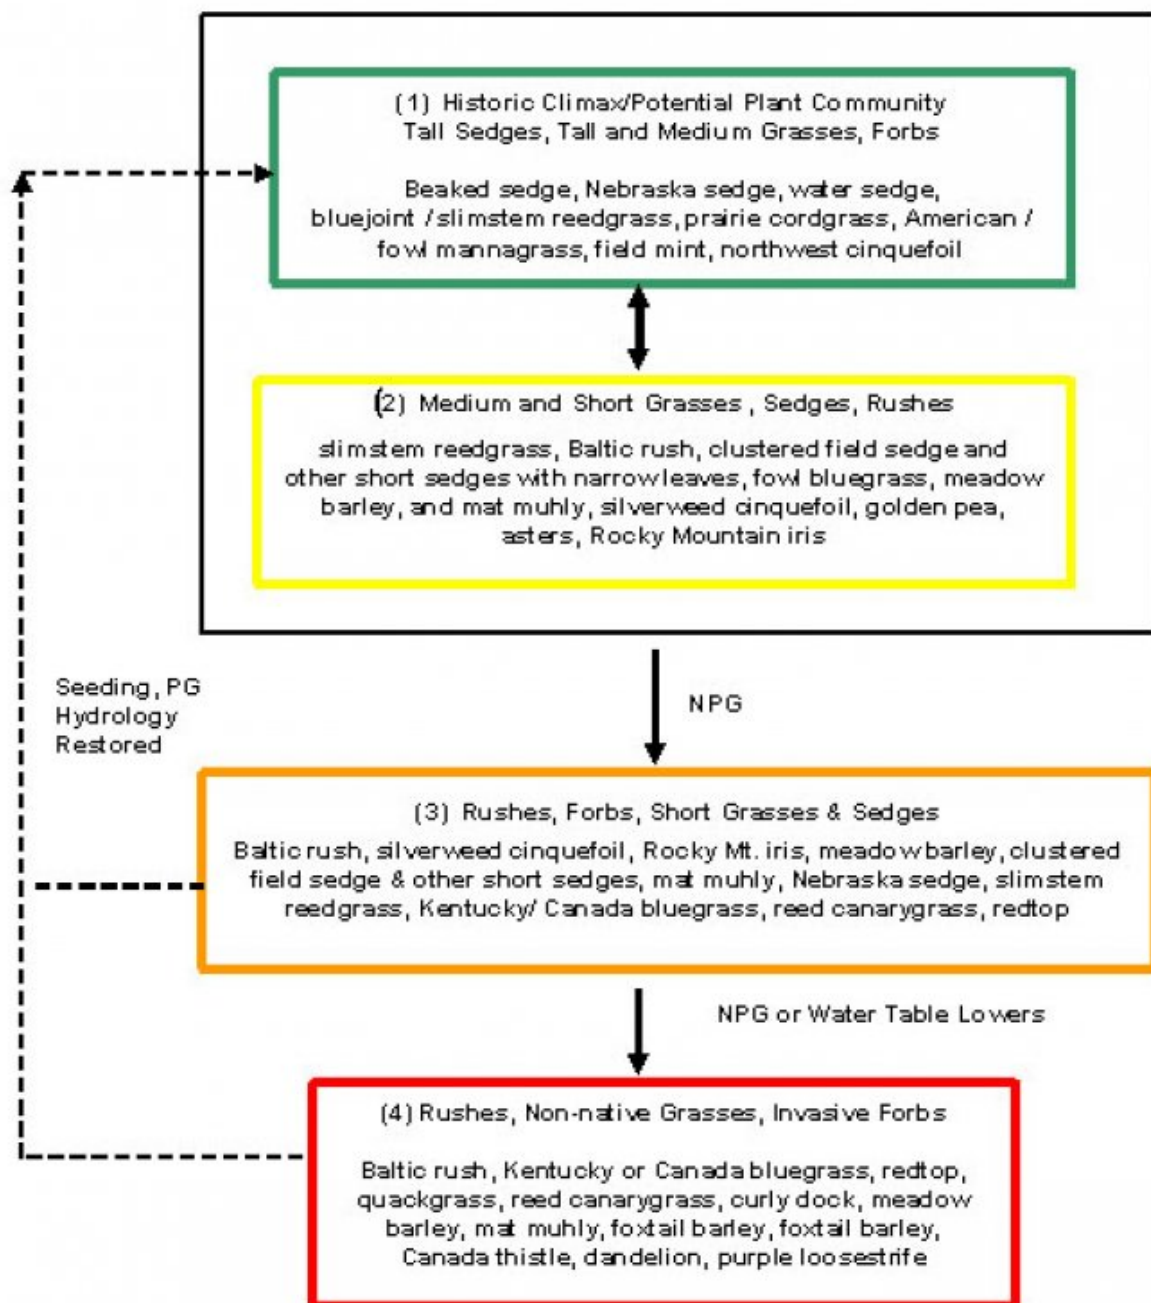 (1) Historic Climax/Potential Plant Community
Tall Sedges, Tall and Medium Grasses, Forbs
Beaked sedge, Nebraska sedge, water sedge,
bluejoint / slimstem reedgrass, prairie cordgrass, American /
fowl mannagrass, field mint, northwest cinquefoil
(2) Medium and Short Grasses , Sedges, Rushes
slimstem reedgrass, Baltic rush, clustered field sedge and
other short sedges with narrow leaves, fowl bluegrass, meadow
barley, and mat muhly, silverweed cinquefoil, golden pea,
asters, Rocky Mountain iris
Seeding, PG
Hydrology
Restored
NPG
(3) Rushes, Forbs, Short Grasses & Sedges
Baltic rush, silverweed cinquefoil, Rocky Mt. iris, meadow barley, clustered
field sedge & other short sedges, mat muhly, Nebraska sedge, slimstem
reedgrass, Kentucky/ Canada bluegrass, reed canarygrass, redtop
NPG or Water Table Lowers
(4) Rushes, Non-native Grasses, Invasive Forbs
Baltic rush, Kentucky or Canada bluegrass, redtop,
quackgrass, reed canarygrass, curly dock, meadow
barley, mat muhly, foxtail barley, foxtail barley,
Canada thistle, dandelion, purple loosestrife